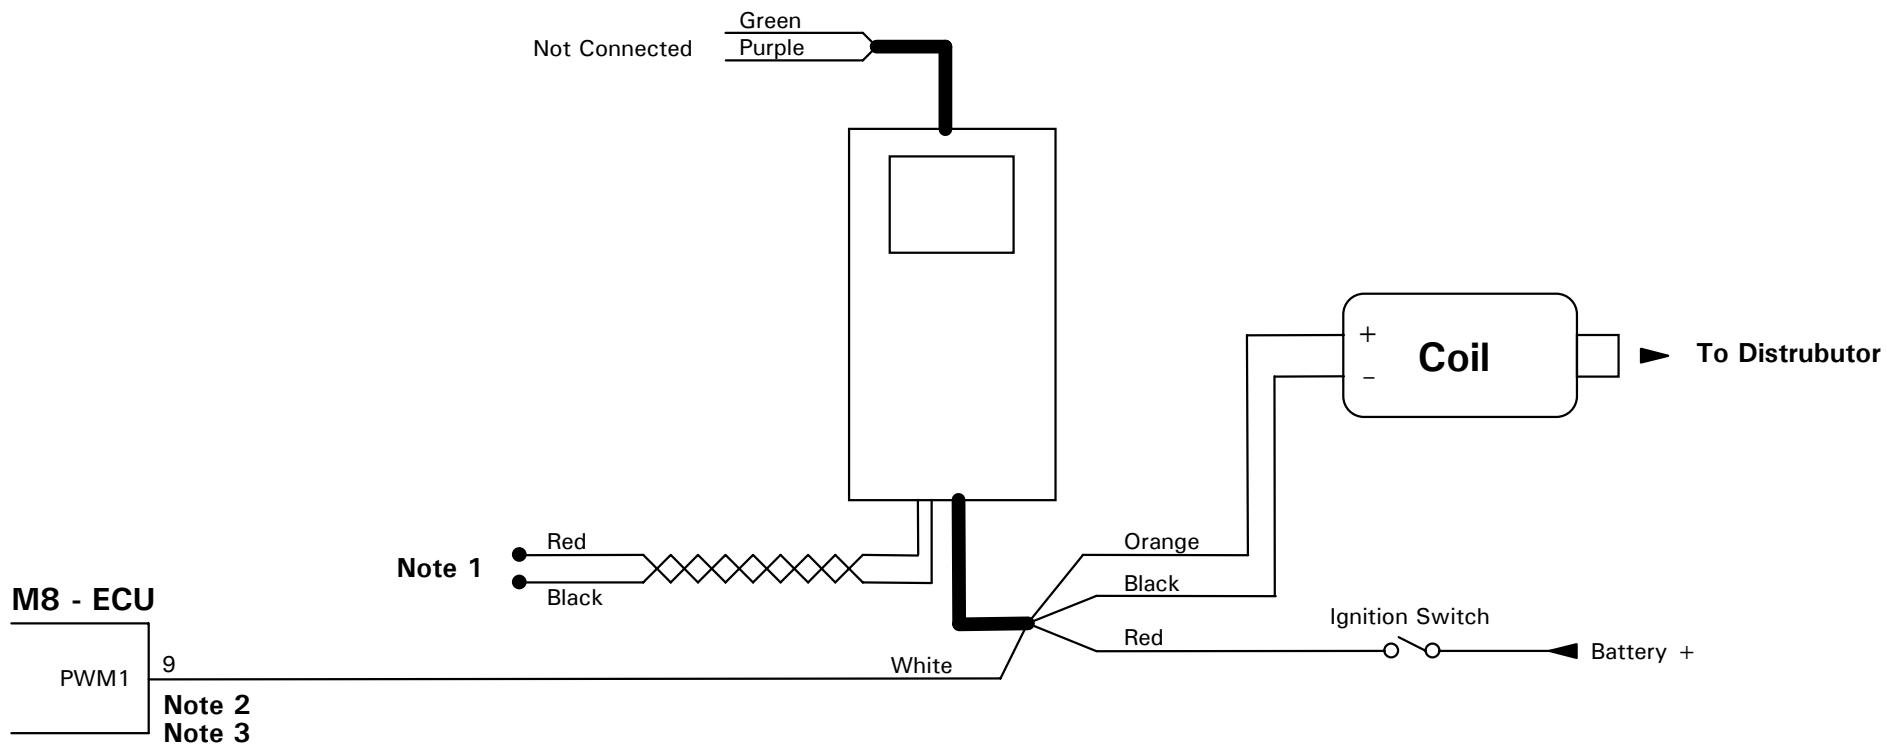 Green
Not Connected
Purple
+
Coil
−
To Distrubutor
Red
Note 1
Black
Orange
Black
Red
Ignition Switch
Battery +
M8 - ECU
PWM1
9
White
Note 2
Note 3